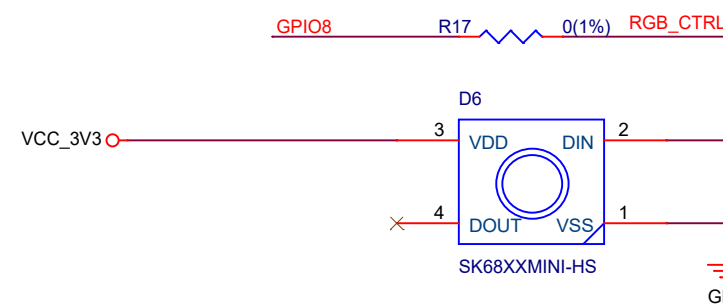 GPIO8 R17 0(1%) RGB_CTRL
D6
VCC_3V3 3 VDD DIN 2
4 DOUT VSS 1
SK68XXMINI-HS